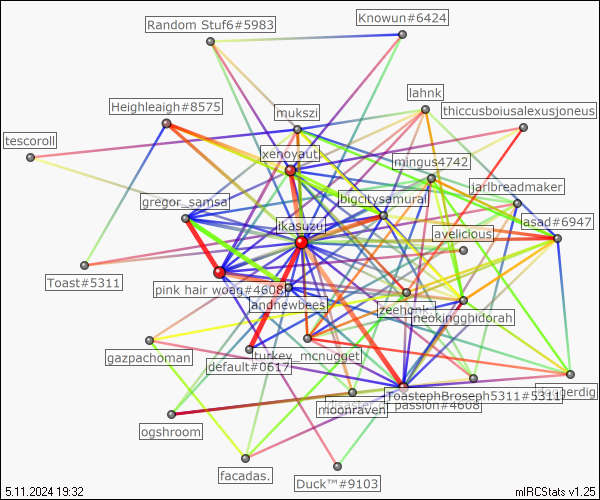 Random Stuf6#5983
Knowun#6424
Heighleaigh#8575
lahnk
thiccusboiusalexusjoneus
mukszi
tescoroll
xenoyaut
mingus4742
jarlbreadmaker
gregor_samsa
bigcitysamurai
asad#6947
ikasuzu
avelicious
Toast#5311
pink hair woag#4608
andnewbees
zeehonk
neokingghidorah
gazpachoman
turkey_mcnugget
default#0617
ToastephBroseph5311#5311
moonraven
passion#4608
ogshroom
facadas.
Duck™#9103
5.11.2024 19:32
mIRCStats v1.25